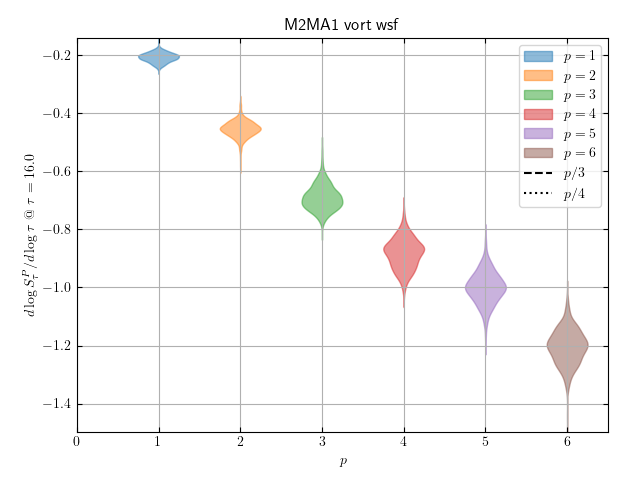 M2MA1 vort wsf
d log S_τ^P / d log τ @ τ = 16.0
−0.2
−0.4
−0.6
−0.8
−1.0
−1.2
−1.4
0 1 2 3 4 5 6
p
p = 1
p = 2
p = 3
p = 4
p = 5
p = 6
p/3
p/4